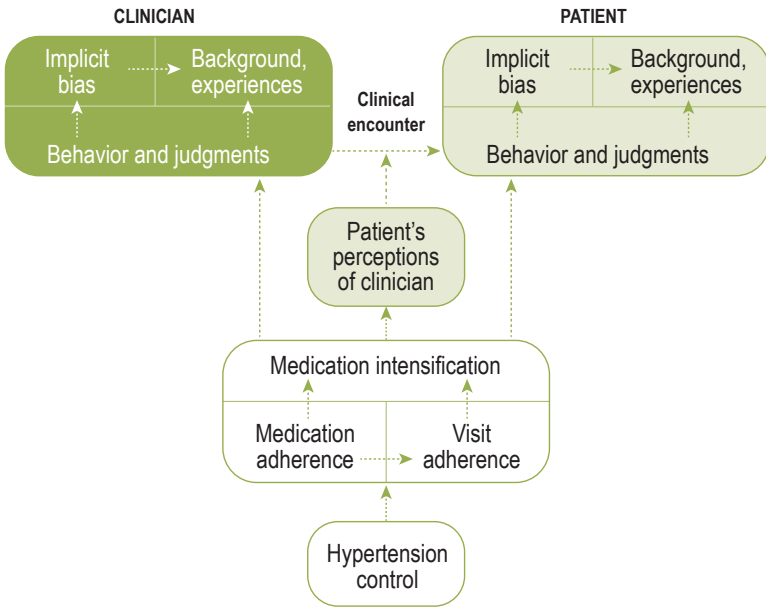 CLINICIAN
PATIENT
Implicit
bias
Background,
experiences
Behavior and judgments
Clinical
encounter
Implicit
bias
Background,
experiences
Behavior and judgments
Patient's
perceptions
of clinician
Medication intensification
Medication
adherence
Visit
adherence
Hypertension
control